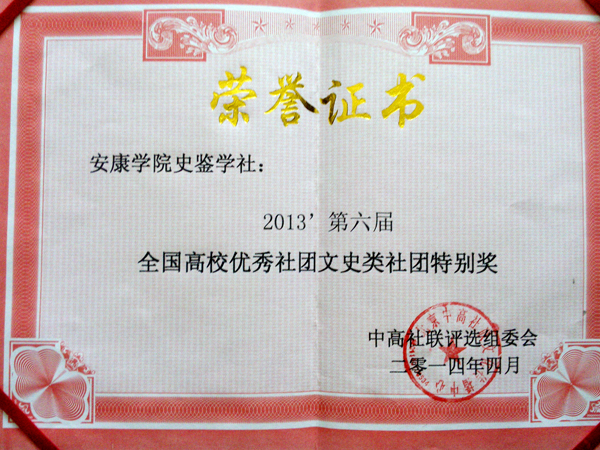 荣誉证书
安康学院史鉴学社：
2013’第六届
全国高校优秀社团文史类社团特别奖
中高社联评选组委会
二零一四年四月